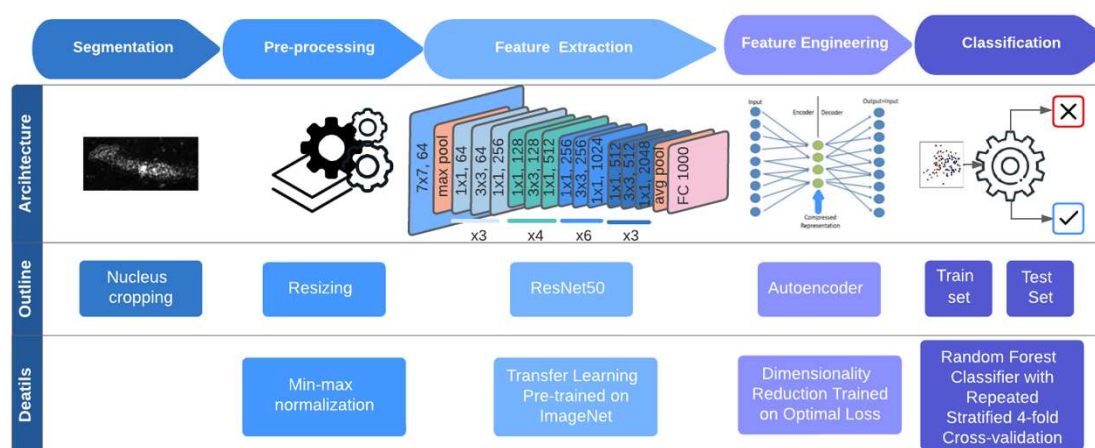 Segmentation
Pre-processing
Feature Extraction
Feature Engineering
Classification
Arcihtecture
7x7, 64
max pool
1x1, 64
3x3, 64
1x1, 256
1x1, 128
3x3, 128
1x1, 512
1x1, 256
3x3, 256
1x1, 1024
1x1, 512
3x3, 512
1x1, 2048
avg pool
FC 1000
x3
x4
x6
x3
Input
Encoder
Decoder
Output=Input
Compressed
Representation
Outline
Nucleus
cropping
Resizing
ResNet50
Autoencoder
Train
set
Test
Set
Deatils
Min-max
normalization
Transfer Learning
Pre-trained on
ImageNet
Dimensionality
Reduction Trained
on Optimal Loss
Random Forest
Classifier with
Repeated
Stratified 4-fold
Cross-validation